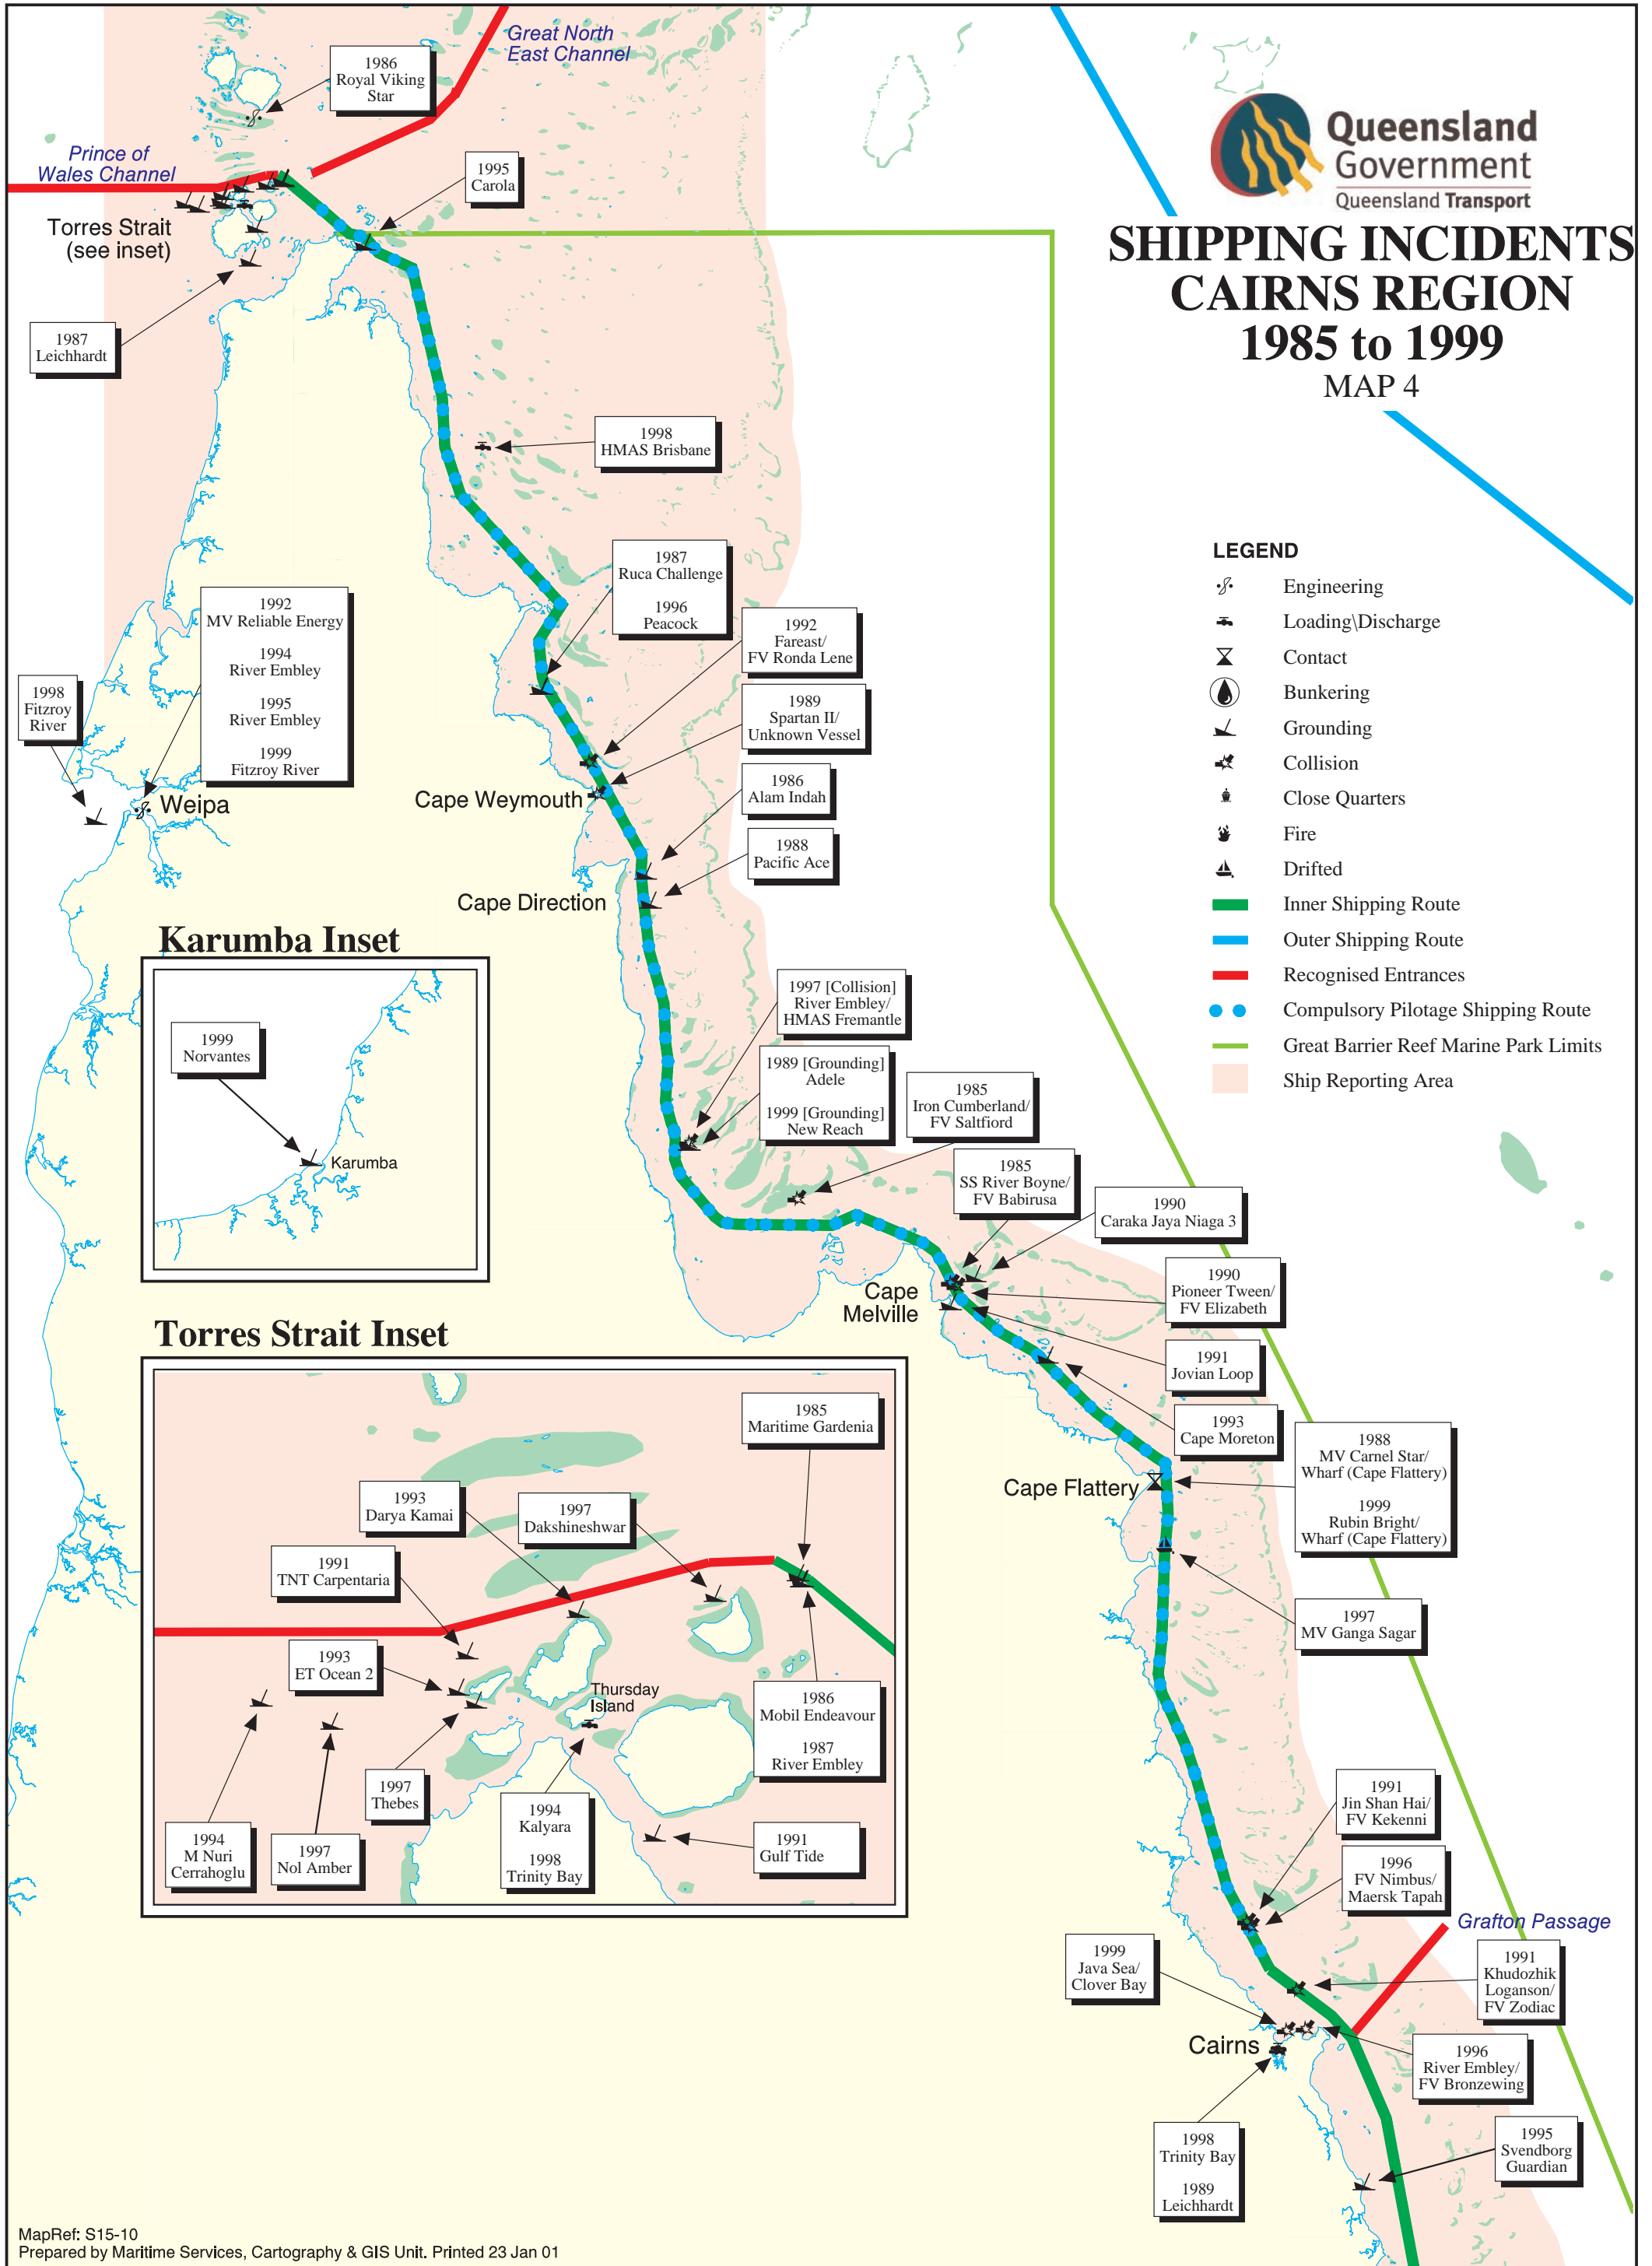 Great North
East Channel
1986
Royal Viking
Star
Prince of
Wales Channel
1995
Carola
Torres Strait
(see inset)
1987
Leichhardt
Queensland
Government
Queensland Transport
SHIPPING INCIDENTS
CAIRNS REGION
1985 to 1999
MAP 4
1998
HMAS Brisbane
LEGEND
Engineering
Loading\Discharge
Contact
Bunkering
Grounding
Collision
Close Quarters
Fire
Drifted
Inner Shipping Route
Outer Shipping Route
Recognised Entrances
Compulsory Pilotage Shipping Route
Great Barrier Reef Marine Park Limits
Ship Reporting Area
1987
Ruca Challenge
1996
Peacock
1992
Fareast/
FV Ronda Lene
1989
Spartan II/
Unknown Vessel
1986
Alam Indah
1988
Pacific Ace
1992
MV Reliable Energy
1994
River Embley
1995
River Embley
1999
Fitzroy River
1998
Fitzroy
River
Weipa
Cape Weymouth
Cape Direction
Karumba Inset
1999
Norvantes
Karumba
1997 [Collision]
River Embley/
HMAS Fremantle
1989 [Grounding]
Adele
1999 [Grounding]
New Reach
1985
Iron Cumberland/
FV Saltfiord
1985
SS River Boyne/
FV Babirusa
1990
Caraka Jaya Niaga 3
1990
Pioneer Tween/
FV Elizabeth
Cape
Melville
1991
Jovian Loop
1993
Cape Moreton
Cape Flattery
1988
MV Carnel Star/
Wharf (Cape Flattery)
1999
Rubin Bright/
Wharf (Cape Flattery)
1997
MV Ganga Sagar
Torres Strait Inset
1985
Maritime Gardenia
1993
Darya Kamai
1997
Dakshineshwar
1991
TNT Carpentaria
1993
ET Ocean 2
Thursday
Island
1986
Mobil Endeavour
1987
River Embley
1997
Thebes
1994
Kalyara
1998
Trinity Bay
1991
Gulf Tide
1994
M Nuri
Cerrahoglu
1997
Nol Amber
1991
Jin Shan Hai/
FV Kekenni
1996
FV Nimbus/
Maersk Tapah
Grafton Passage
1999
Java Sea/
Clover Bay
1991
Khudozhik
Loganson/
FV Zodiac
Cairns
1996
River Embley/
FV Bronzewing
1998
Trinity Bay
1989
Leichhardt
1995
Svendborg
Guardian
MapRef: S15-10
Prepared by Maritime Services, Cartography & GIS Unit. Printed 23 Jan 01